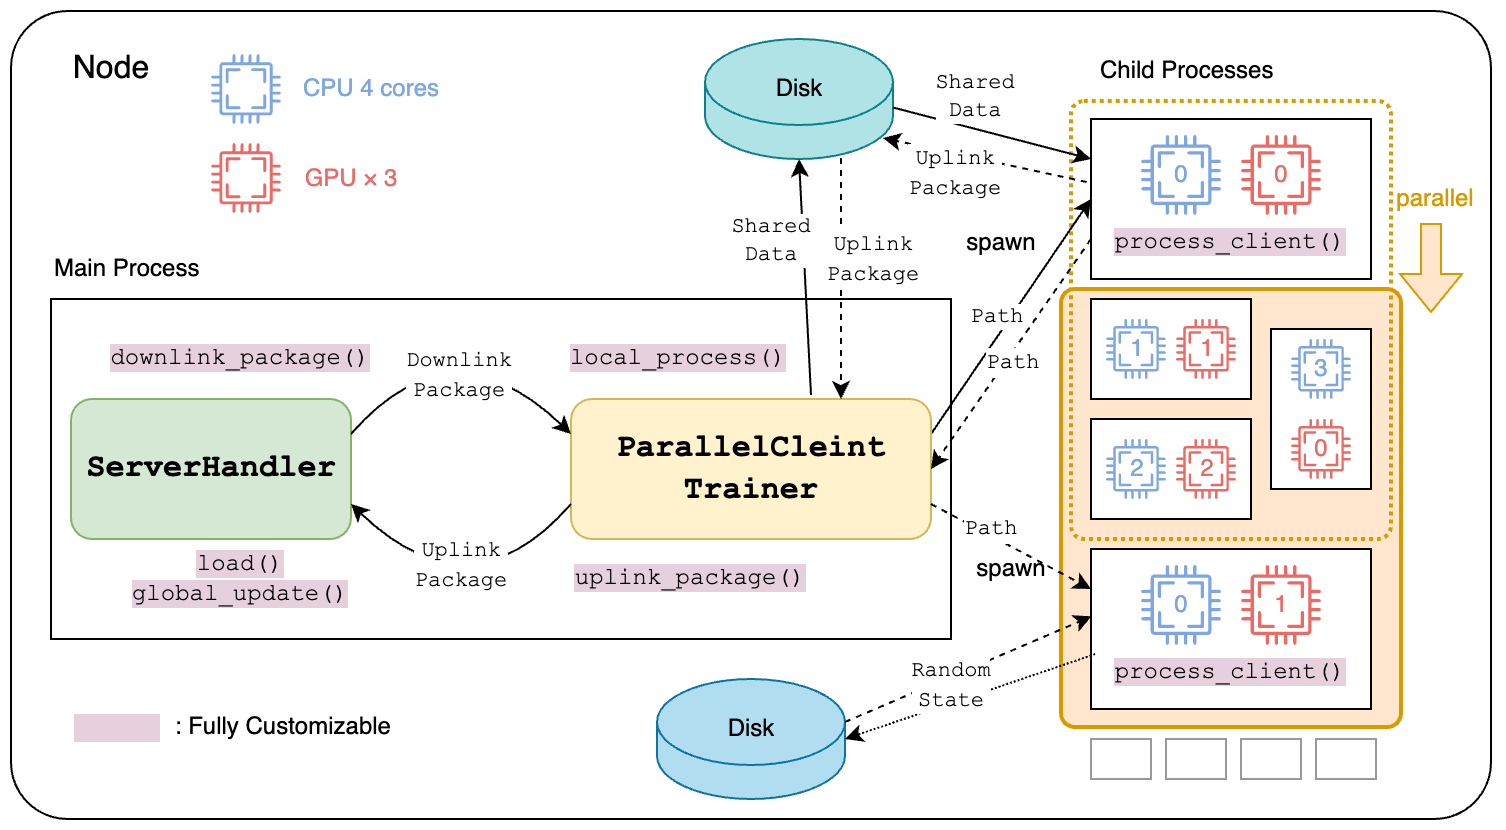 Node
CPU 4 cores
GPU × 3
Disk
Shared
Data
Uplink
Package
Child Processes
0
0
process_client()
parallel
Shared
Data
Uplink
Package
spawn
Path
Path
Main Process
downlink_package()
Downlink
Package
local_process()
ServerHandler
ParallelCleint
Trainer
Uplink
Package
load()
global_update()
uplink_package()
1
1
3
0
2
2
Path
spawn
0
1
process_client()
Random
State
Disk
: Fully Customizable